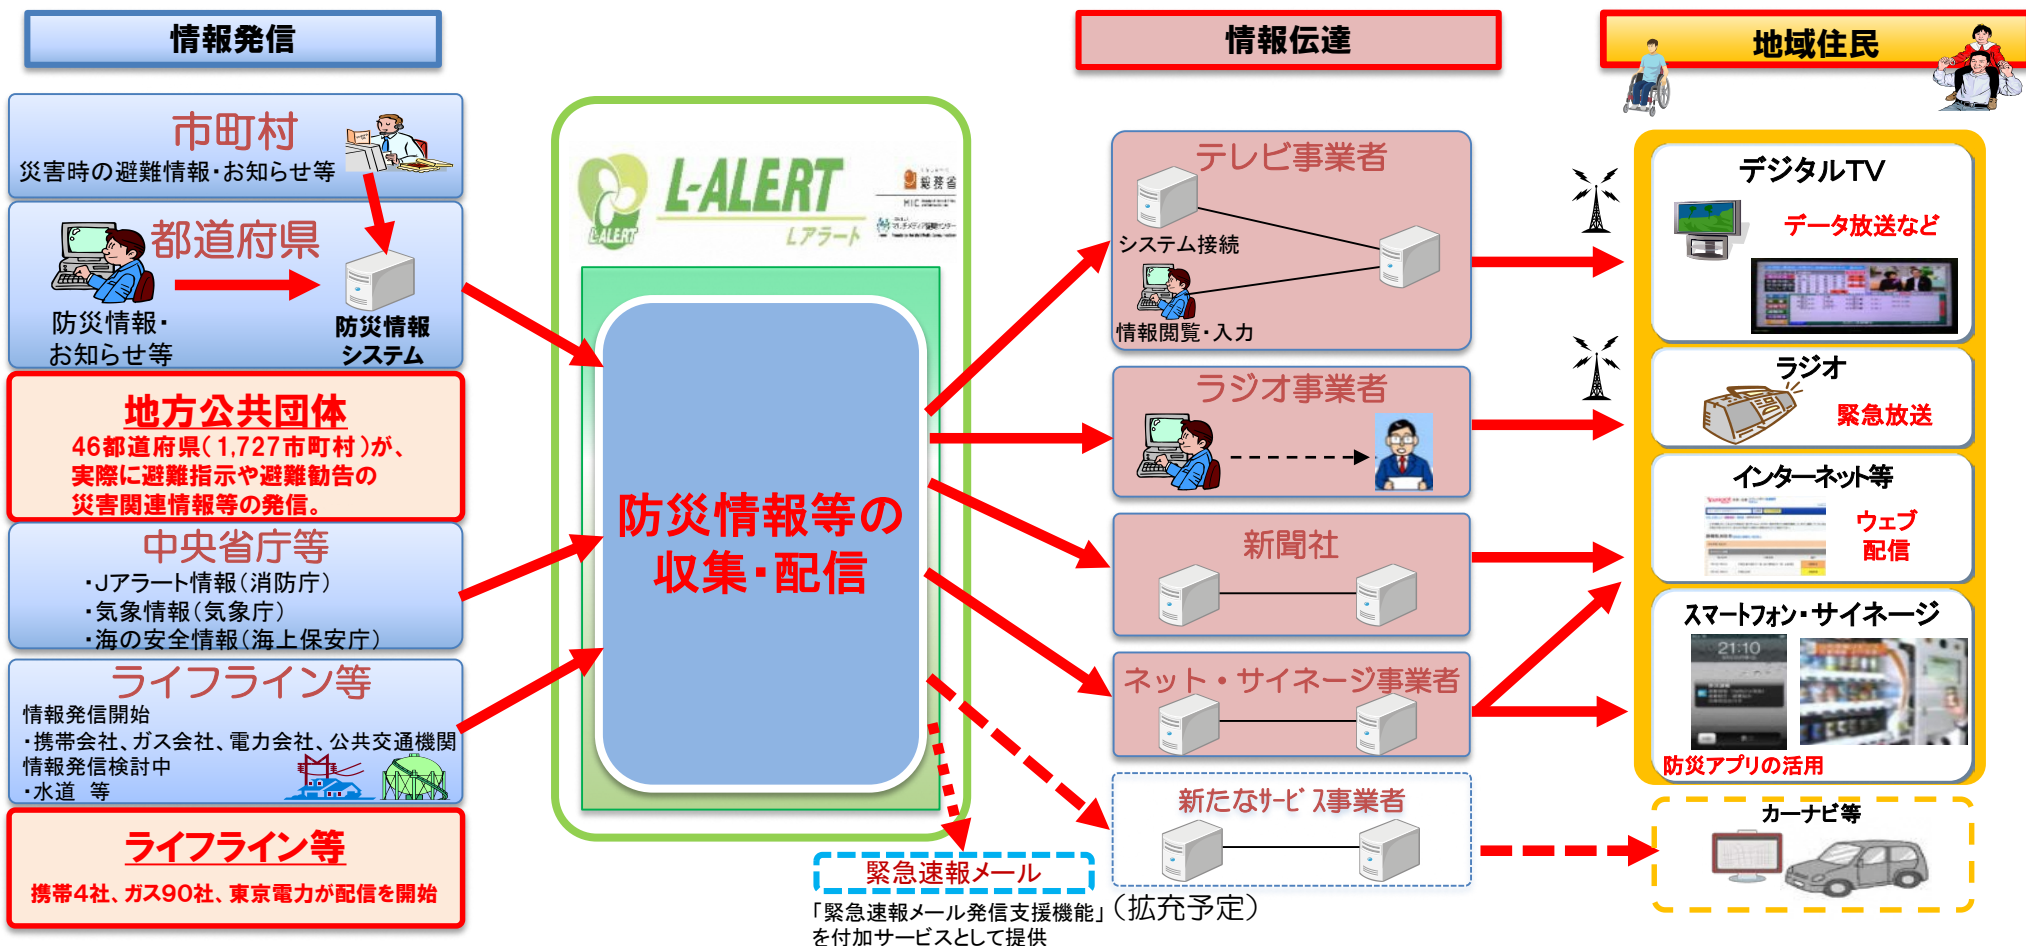 情報発信
情報伝達
地域住民
市町村
災害時の避難情報・お知らせ等
都道府県
防災情報・
お知らせ等
防災情報
システム
地方公共団体
46都道府県(1,727市町村)が、
実際に避難指示や避難勧告の
災害関連情報等の発信。
中央省庁等
・Jアラート情報(消防庁)
・気象情報(気象庁)
・海の安全情報(海上保安庁)
ライフライン等
情報発信開始
・携帯会社、ガス会社、電力会社、公共交通機関
情報発信検討中
・水道 等
ライフライン等
携帯4社、ガス90社、東京電力が配信を開始
L-ALERT
L-ALERT
Lアラート
総務省
MIC
防災情報等の
収集・配信
緊急速報メール
「緊急速報メール発信支援機能」
を付加サービスとして提供
テレビ事業者
システム接続
情報閲覧・入力
ラジオ事業者
新聞社
ネット・サイネージ事業者
新たなサービス事業者
(拡充予定)
デジタルTV
データ放送など
ラジオ
緊急放送
インターネット等
ウェブ
配信
スマートフォン・サイネージ
21:10
防災アプリの活用
カーナビ等